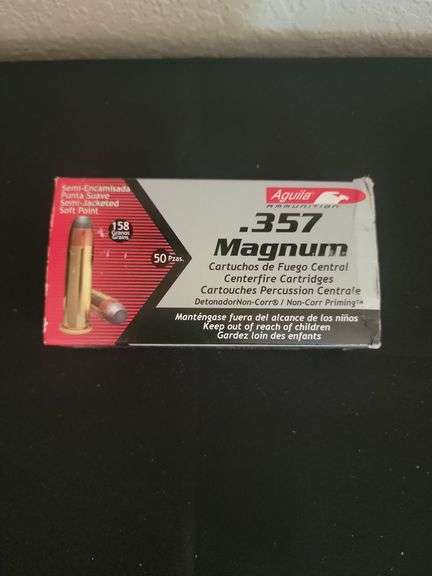 Semi-Encamisada
Punta Suave
Semi-Jacketed
Soft Point
158
Granos
Grains
50 Pzas.
Aguila
AMMUNITION
.357
Magnum
Cartuchos de Fuego Central
Centerfire Cartridges
Cartouches Percussion Centrale
DetonadorNon-Corr® / Non-Corr Priming™
Manténgase fuera del alcance de los niños
Keep out of reach of children
Gardez loin des enfants